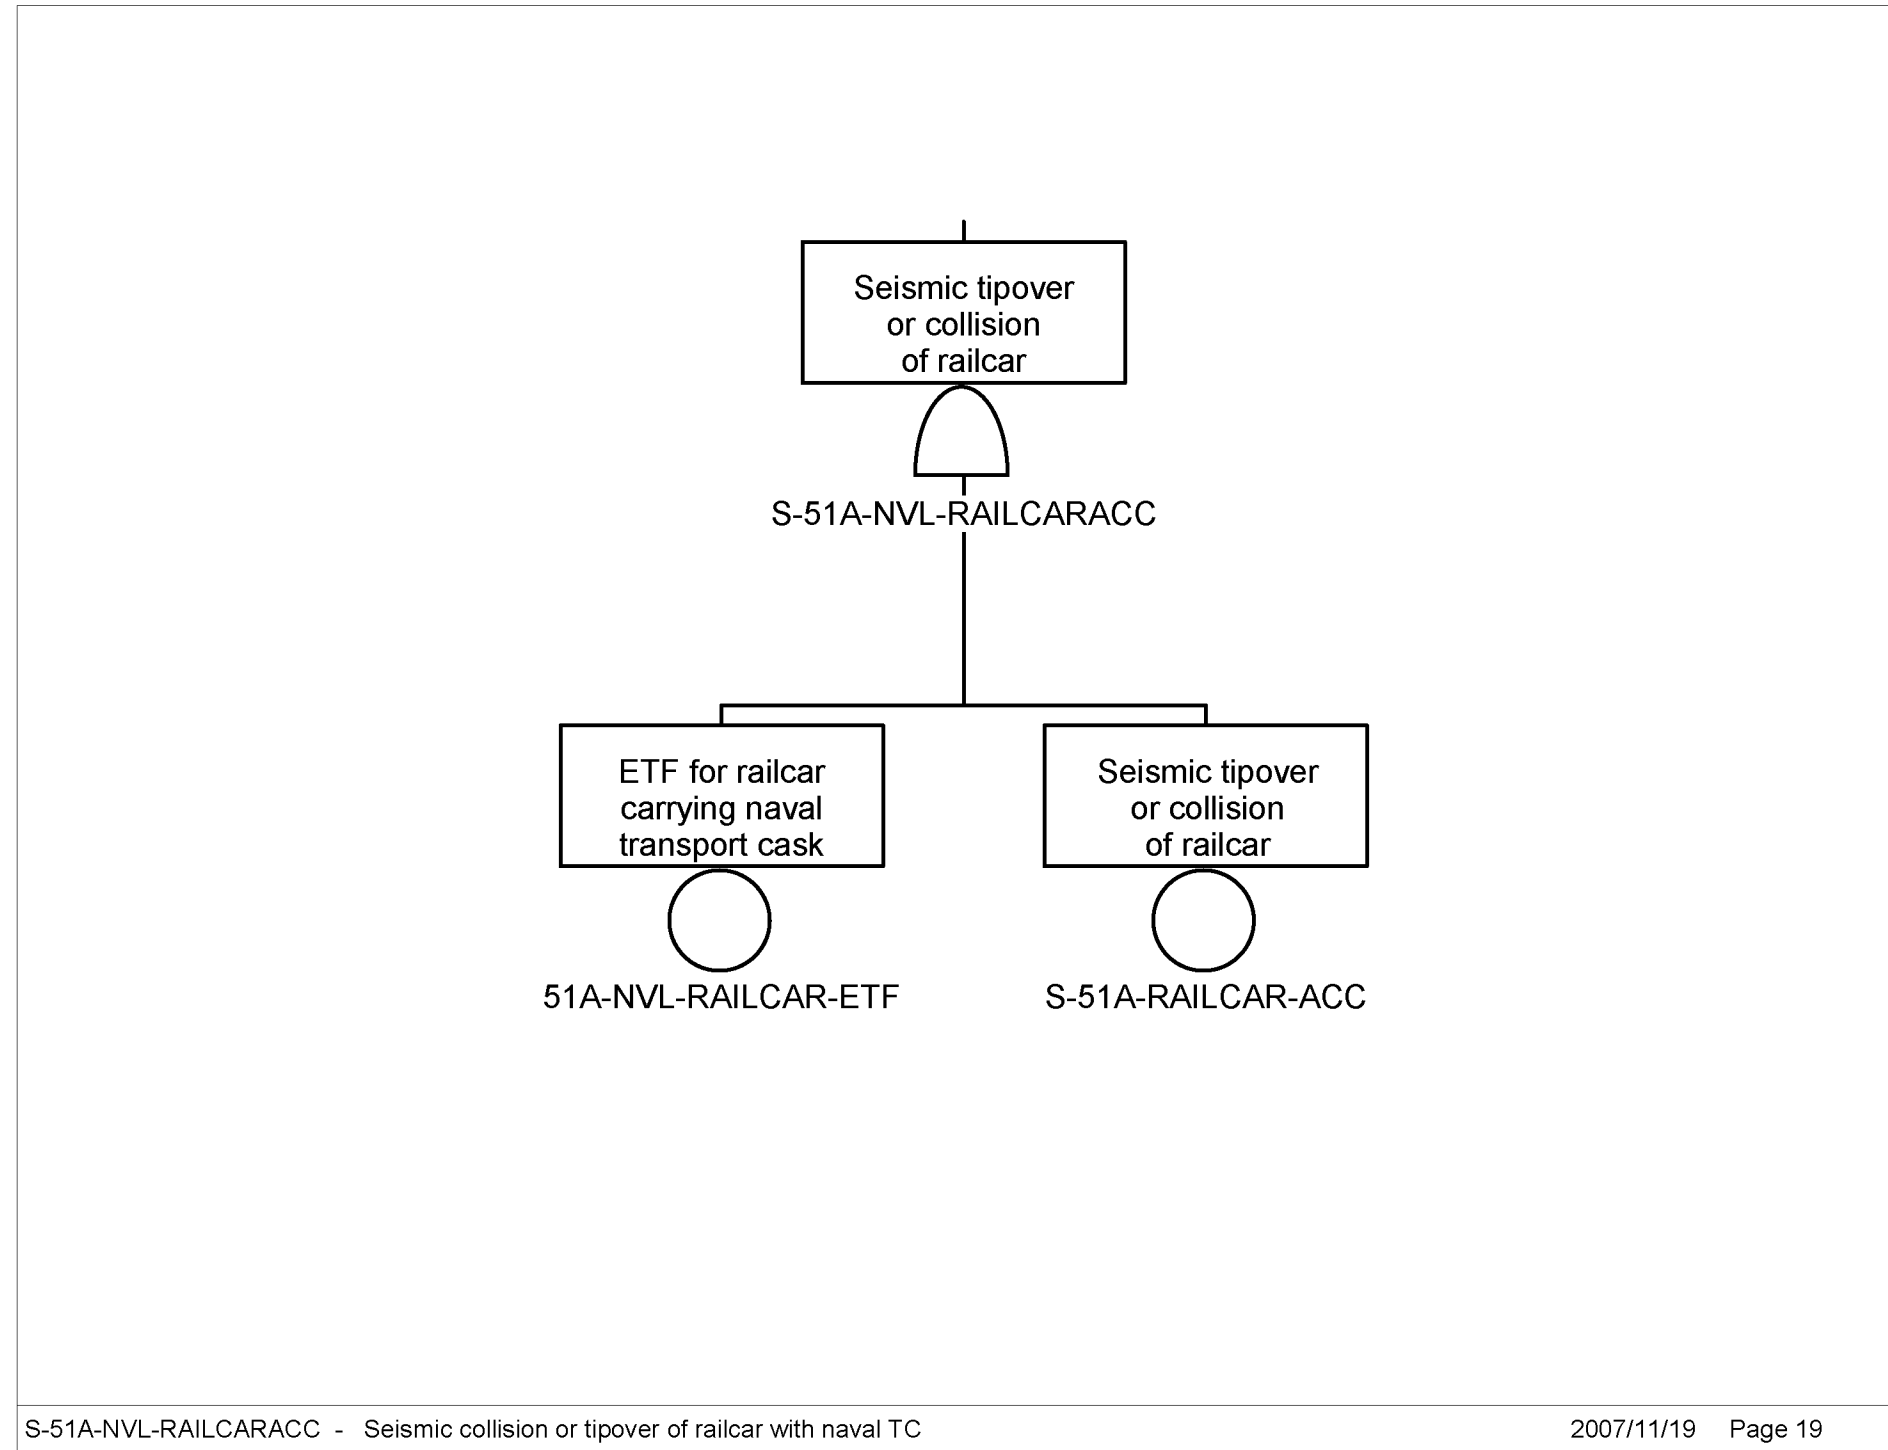 Seismic tipover
or collision
of railcar
S-51A-NVL-RAILCARACC
ETF for railcar
carrying naval
transport cask
51A-NVL-RAILCAR-ETF
Seismic tipover
or collision
of railcar
S-51A-RAILCAR-ACC
S-51A-NVL-RAILCARACC - Seismic collision or tipover of railcar with naval TC
2007/11/19 Page 19